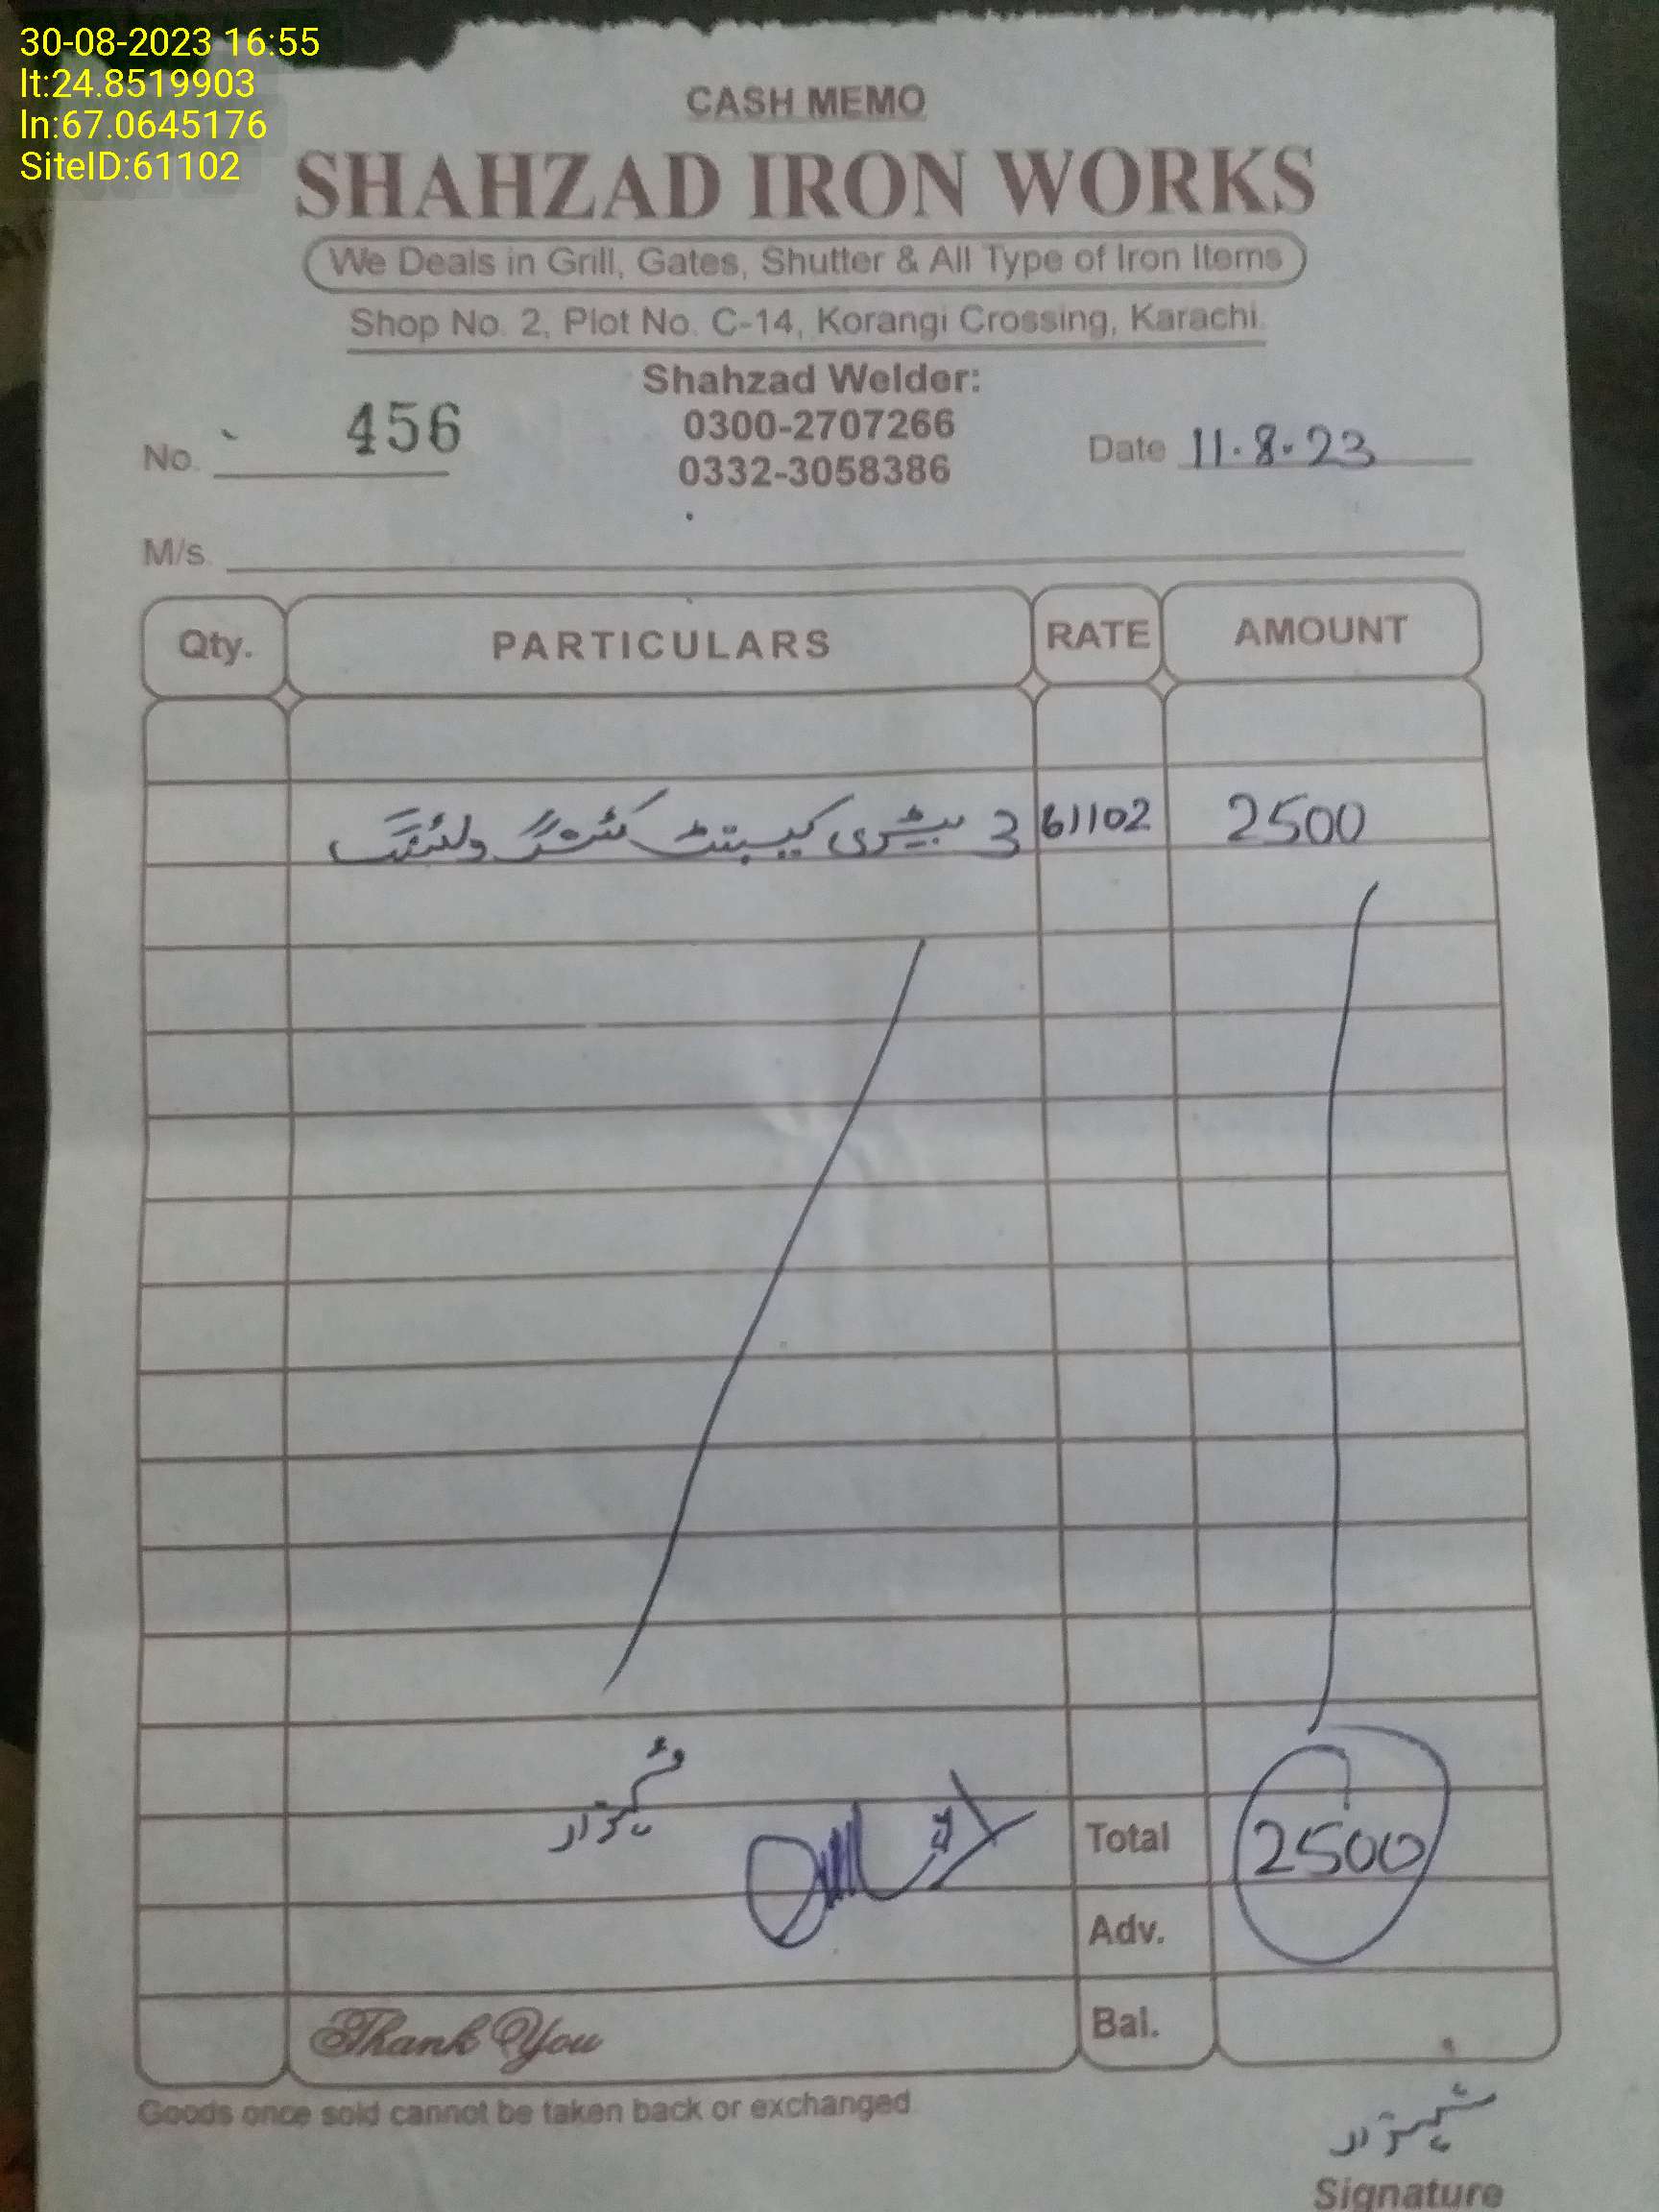 30-08-2023 16:55
lt:24.8519903
ln:67.0645176
SiteID:61102
CASH MEMO
SHAHZAD IRON WORKS
We Deals in Grill, Gates, Shutter & All Type of Iron Items
Shop No. 2, Plot No. C-14, Korangi Crossing, Karachi.
Shahzad Welder:
0300-2707266
0332-3058386
No. 456
Date 11.8.23
M/s.
Qty. PARTICULARS RATE AMOUNT
3 بیٹری کیبنٹ ولڈنگ 61102 2500
شہزاد
Total 2500
Adv.
Bal.
Thank You
Goods once sold cannot be taken back or exchanged
شہزاد
Signature